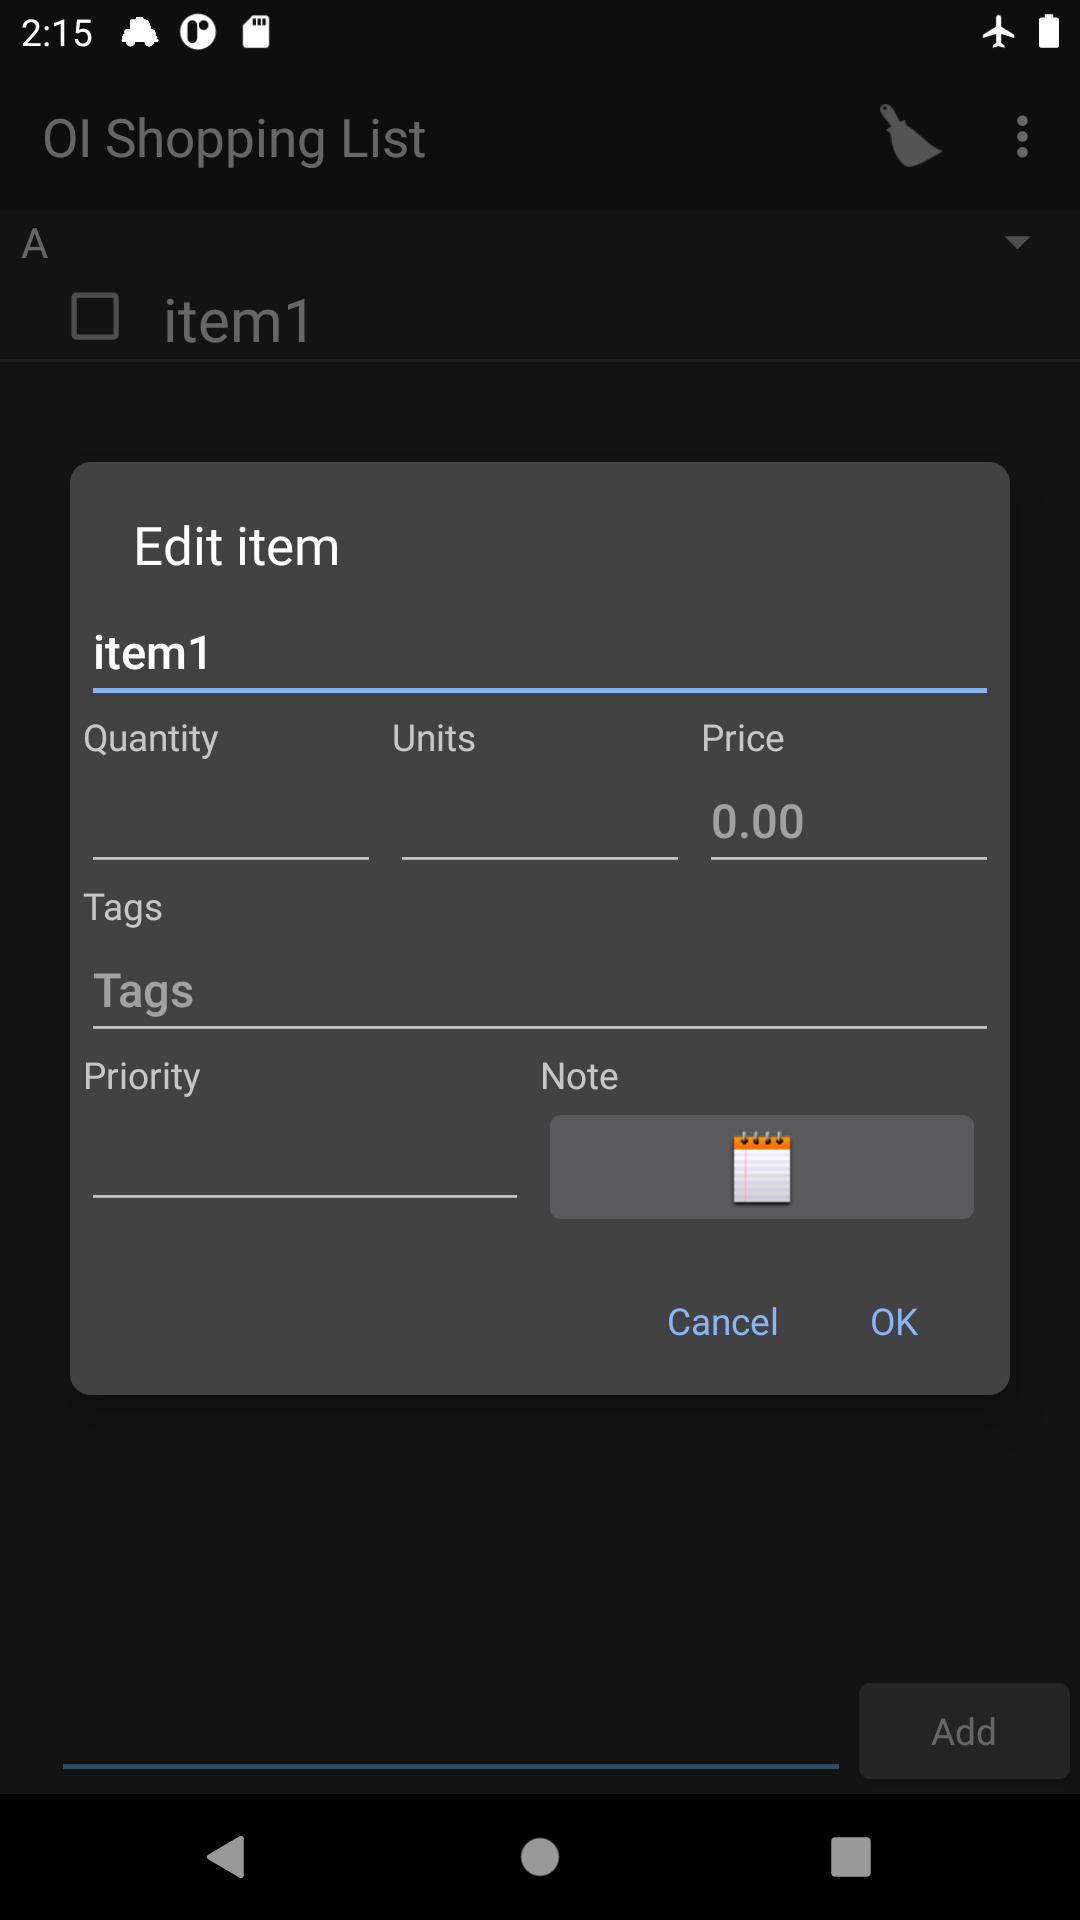 2:15
OI Shopping List
A
item1
Edit item
item1
Quantity Units Price
0.00
Tags
Tags
Priority Note
Cancel OK
Add